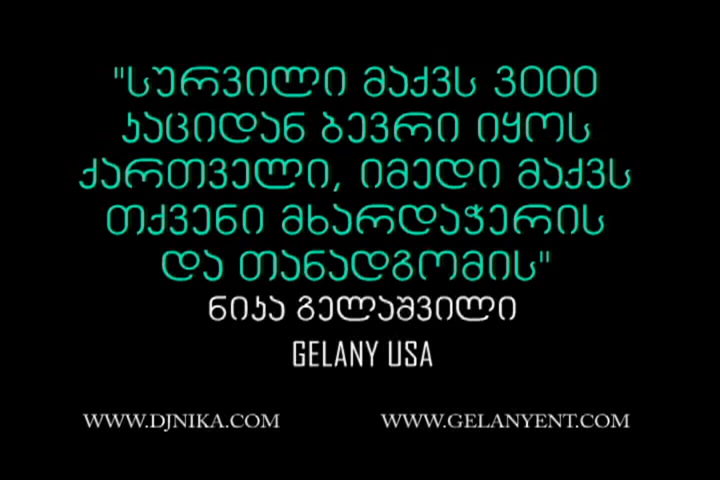 "სურვილი მაქვს 3000
კაციდან ბევრი იყოს
ქართველი, იმედი მაქვს
თქვენი მხარდაჭერის
და თანადგომის"
ნიკა გელაშვილი
GELANY USA
WWW.DJNIKA.COM
WWW.GELANYENT.COM